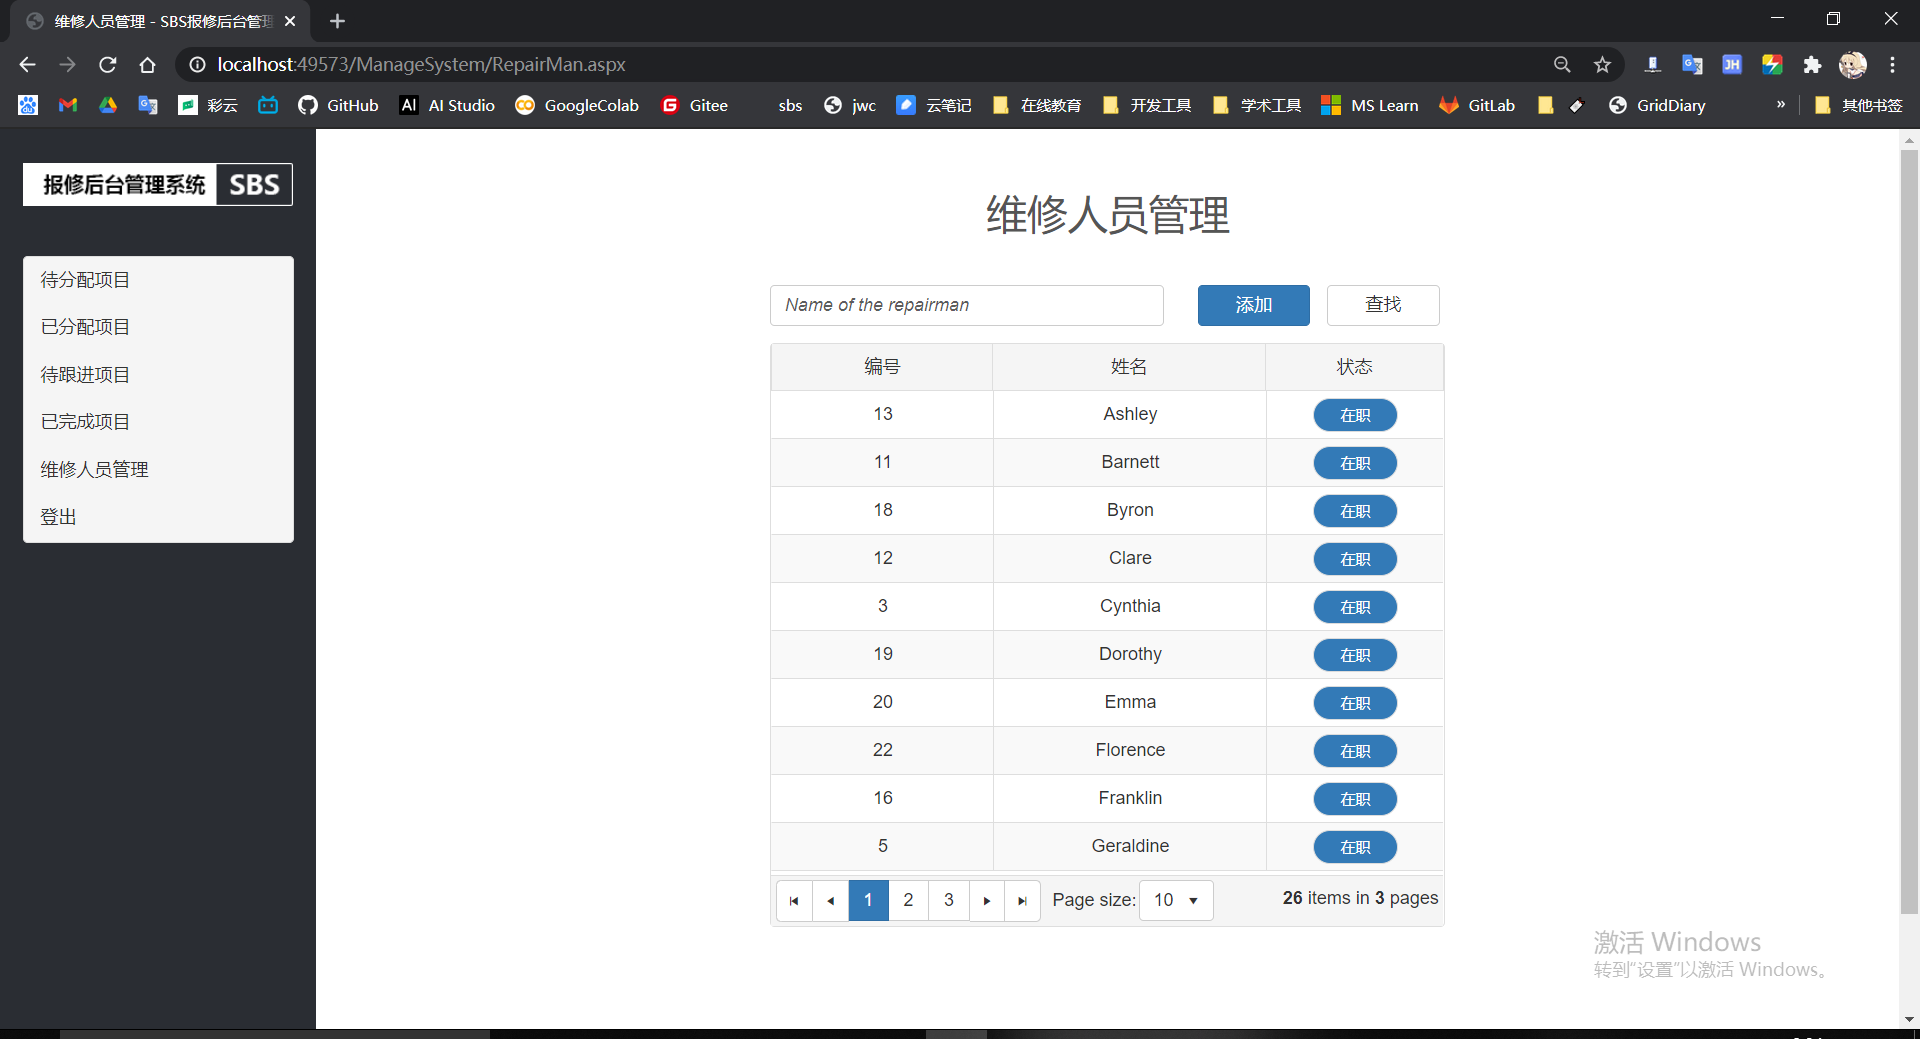 维修人员管理 - SBS报修后台管理
localhost:49573/ManageSystem/RepairMan.aspx
彩云 GitHub AI AI Studio GoogleColab Gitee sbs jwc 云笔记 在线教育 开发工具 学术工具 MS Learn GitLab GridDiary » 其他书签
报修后台管理系统 SBS
待分配项目
已分配项目
待跟进项目
已完成项目
维修人员管理
登出
维修人员管理
Name of the repairman 添加 查找
编号 姓名 状态
13 Ashley 在职
11 Barnett 在职
18 Byron 在职
12 Clare 在职
3 Cynthia 在职
19 Dorothy 在职
20 Emma 在职
22 Florence 在职
16 Franklin 在职
5 Geraldine 在职
1 2 3 Page size: 10 26 items in 3 pages
激活 Windows
转到“设置”以激活 Windows。